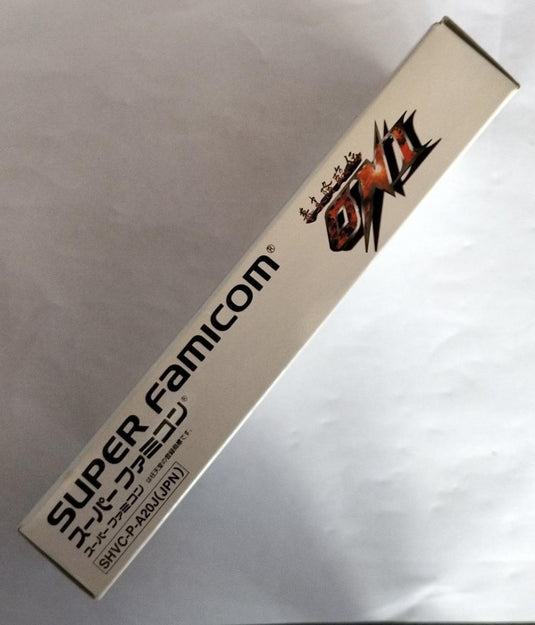 SUPER FAMICOM®
スーパー ファミコン®
スーパー ファミコン は任天堂の登録商標です。
SHVC-P-A20J(JPN)
ONI